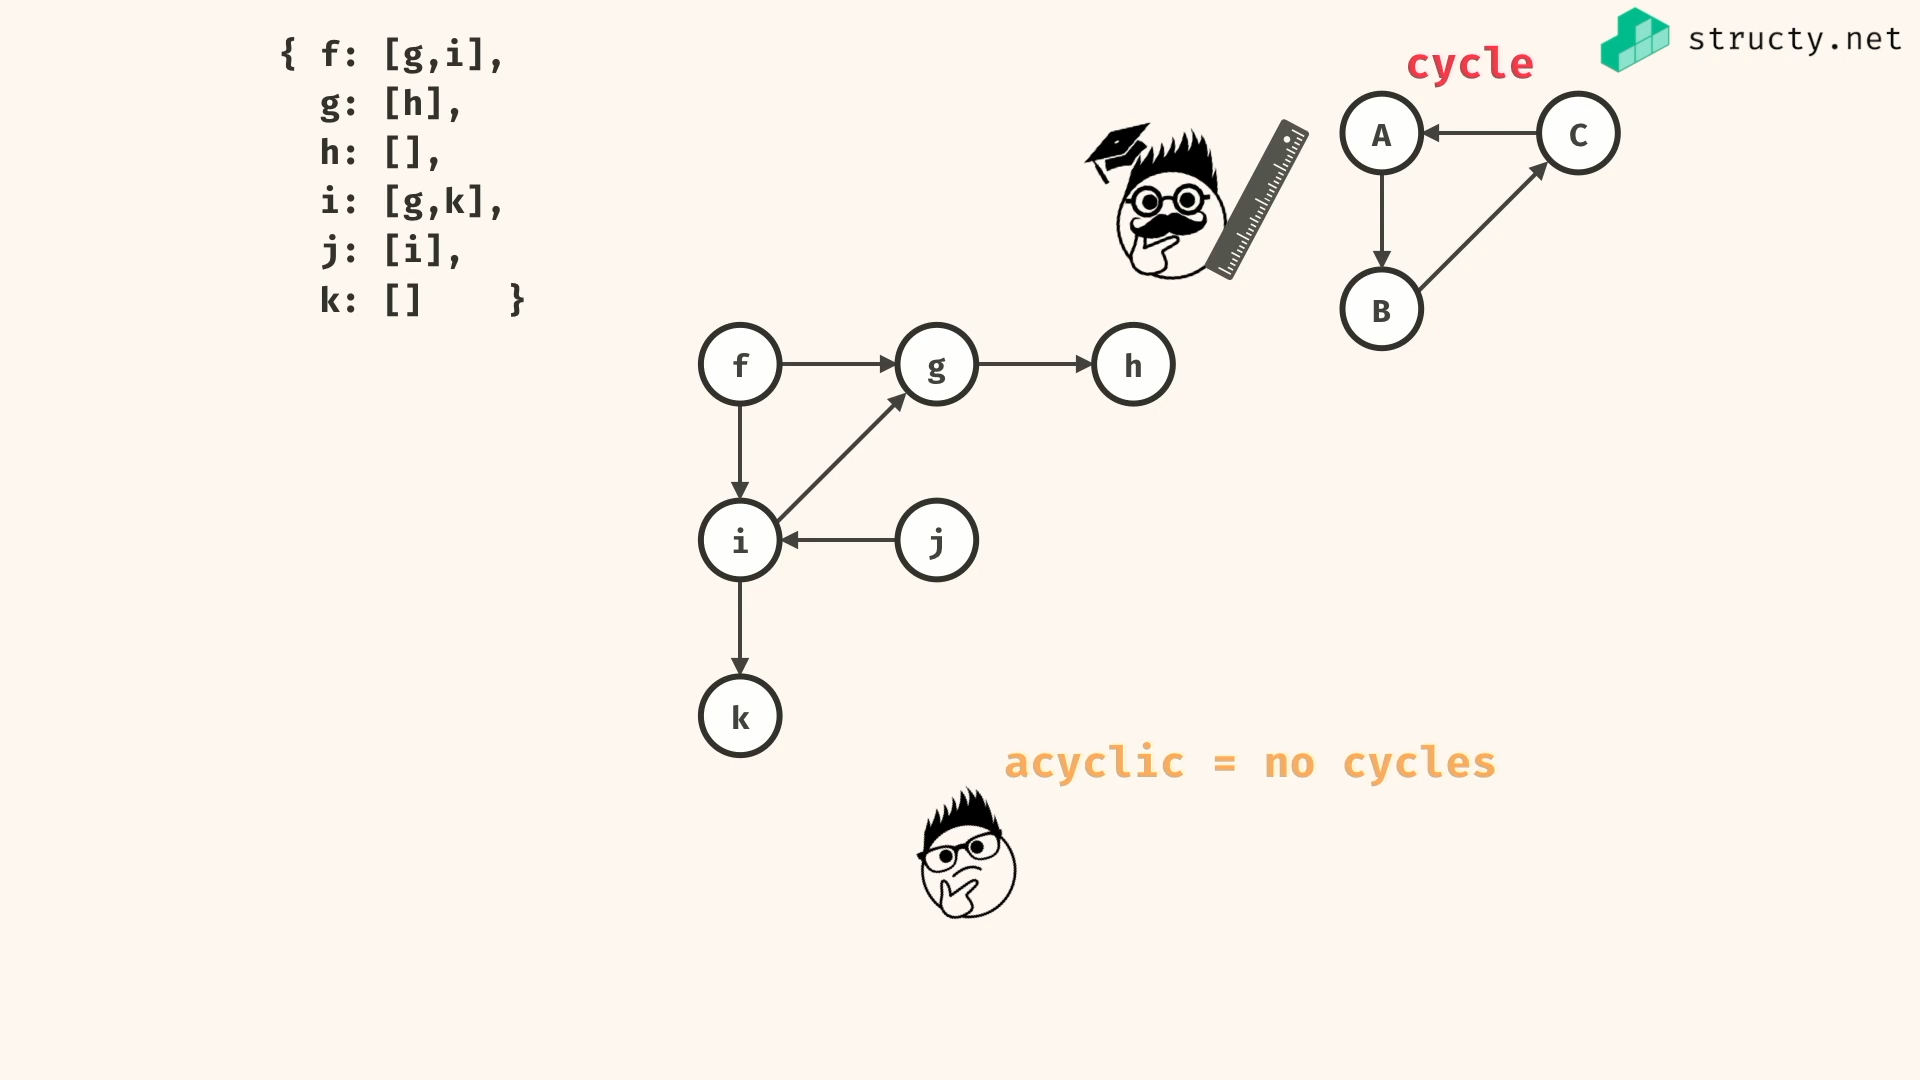 { f: [g,i],
g: [h],
h: [],
i: [g,k],
j: [i],
k: [] }
structy.net
cycle
A
C
B
f
g
h
i
j
k
acyclic = no cycles